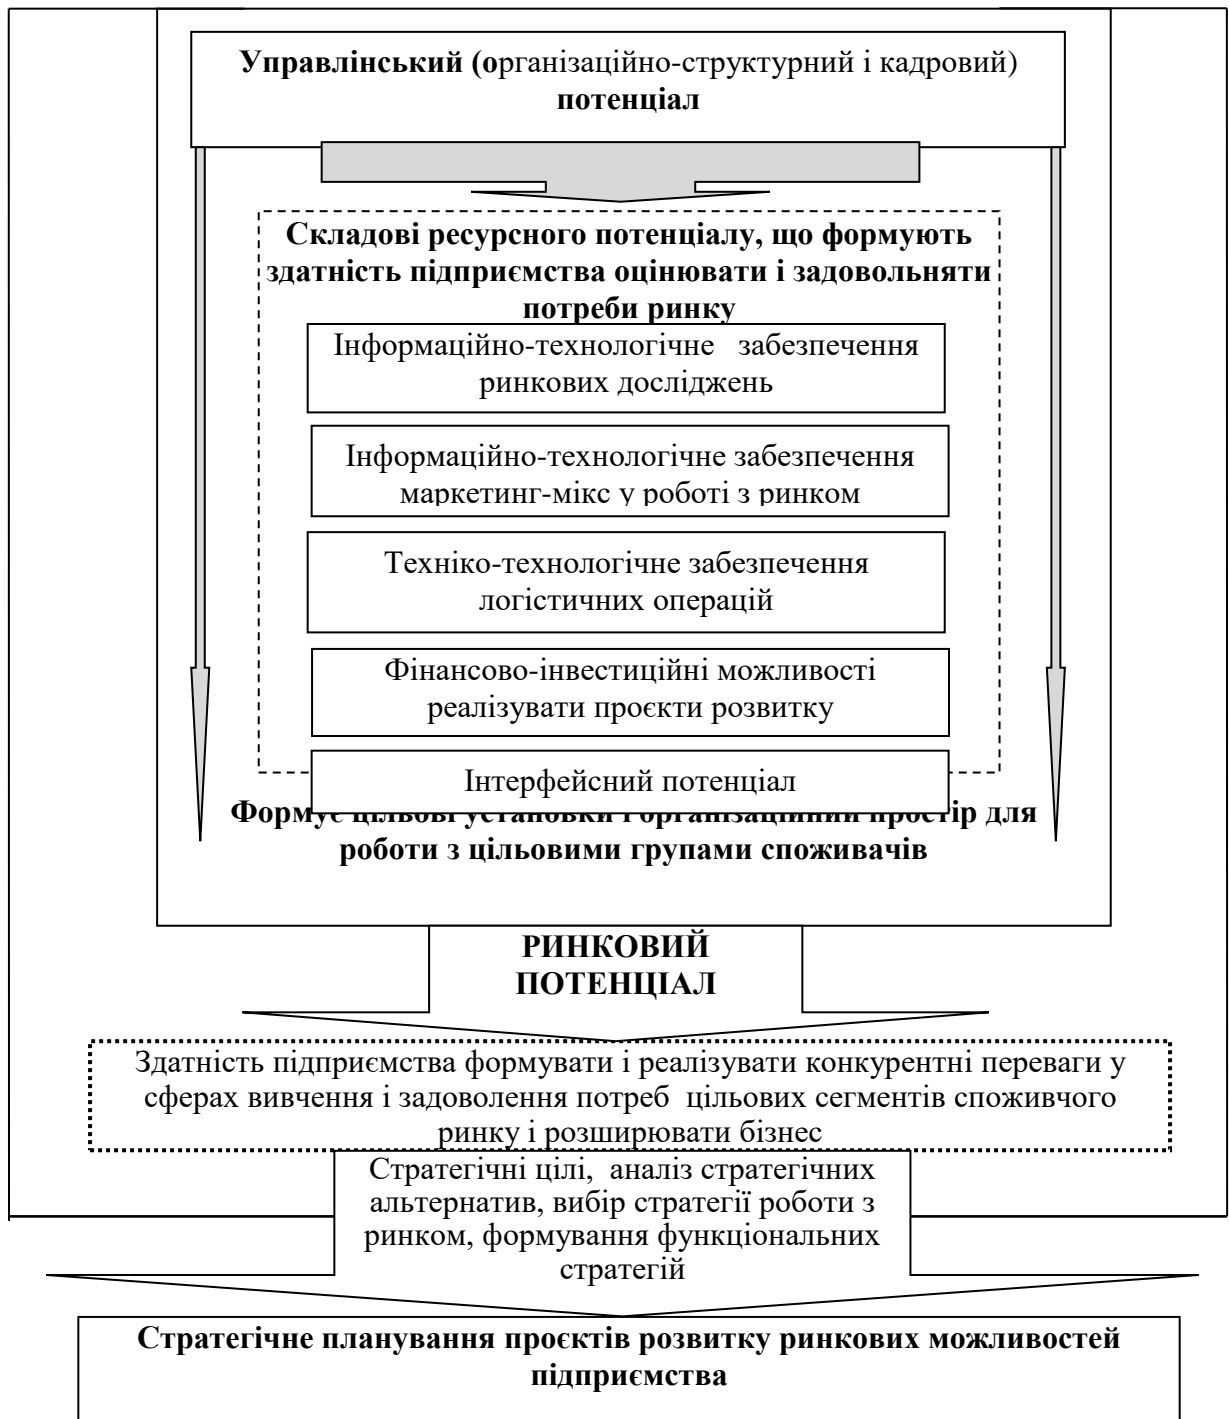 Управлінський (організаційно-структурний і кадровий)
потенціал
Складові ресурсного потенціалу, що формують
здатність підприємства оцінювати і задовольняти
потреби ринку
Інформаційно-технологічне забезпечення
ринкових досліджень
Інформаційно-технологічне забезпечення
маркетинг-мікс у роботі з ринком
Техніко-технологічне забезпечення
логістичних операцій
Фінансово-інвестиційні можливості
реалізувати проєкти розвитку
Інтерфейсний потенціал
Формує цільові установки і організаційний простір для
роботи з цільовими групами споживачів
РИНКОВИЙ
ПОТЕНЦІАЛ
Здатність підприємства формувати і реалізувати конкурентні переваги у
сферах вивчення і задоволення потреб цільових сегментів споживчого
ринку і розширювати бізнес
Стратегічні цілі, аналіз стратегічних
альтернатив, вибір стратегії роботи з
ринком, формування функціональних
стратегій
Стратегічне планування проєктів розвитку ринкових можливостей
підприємства